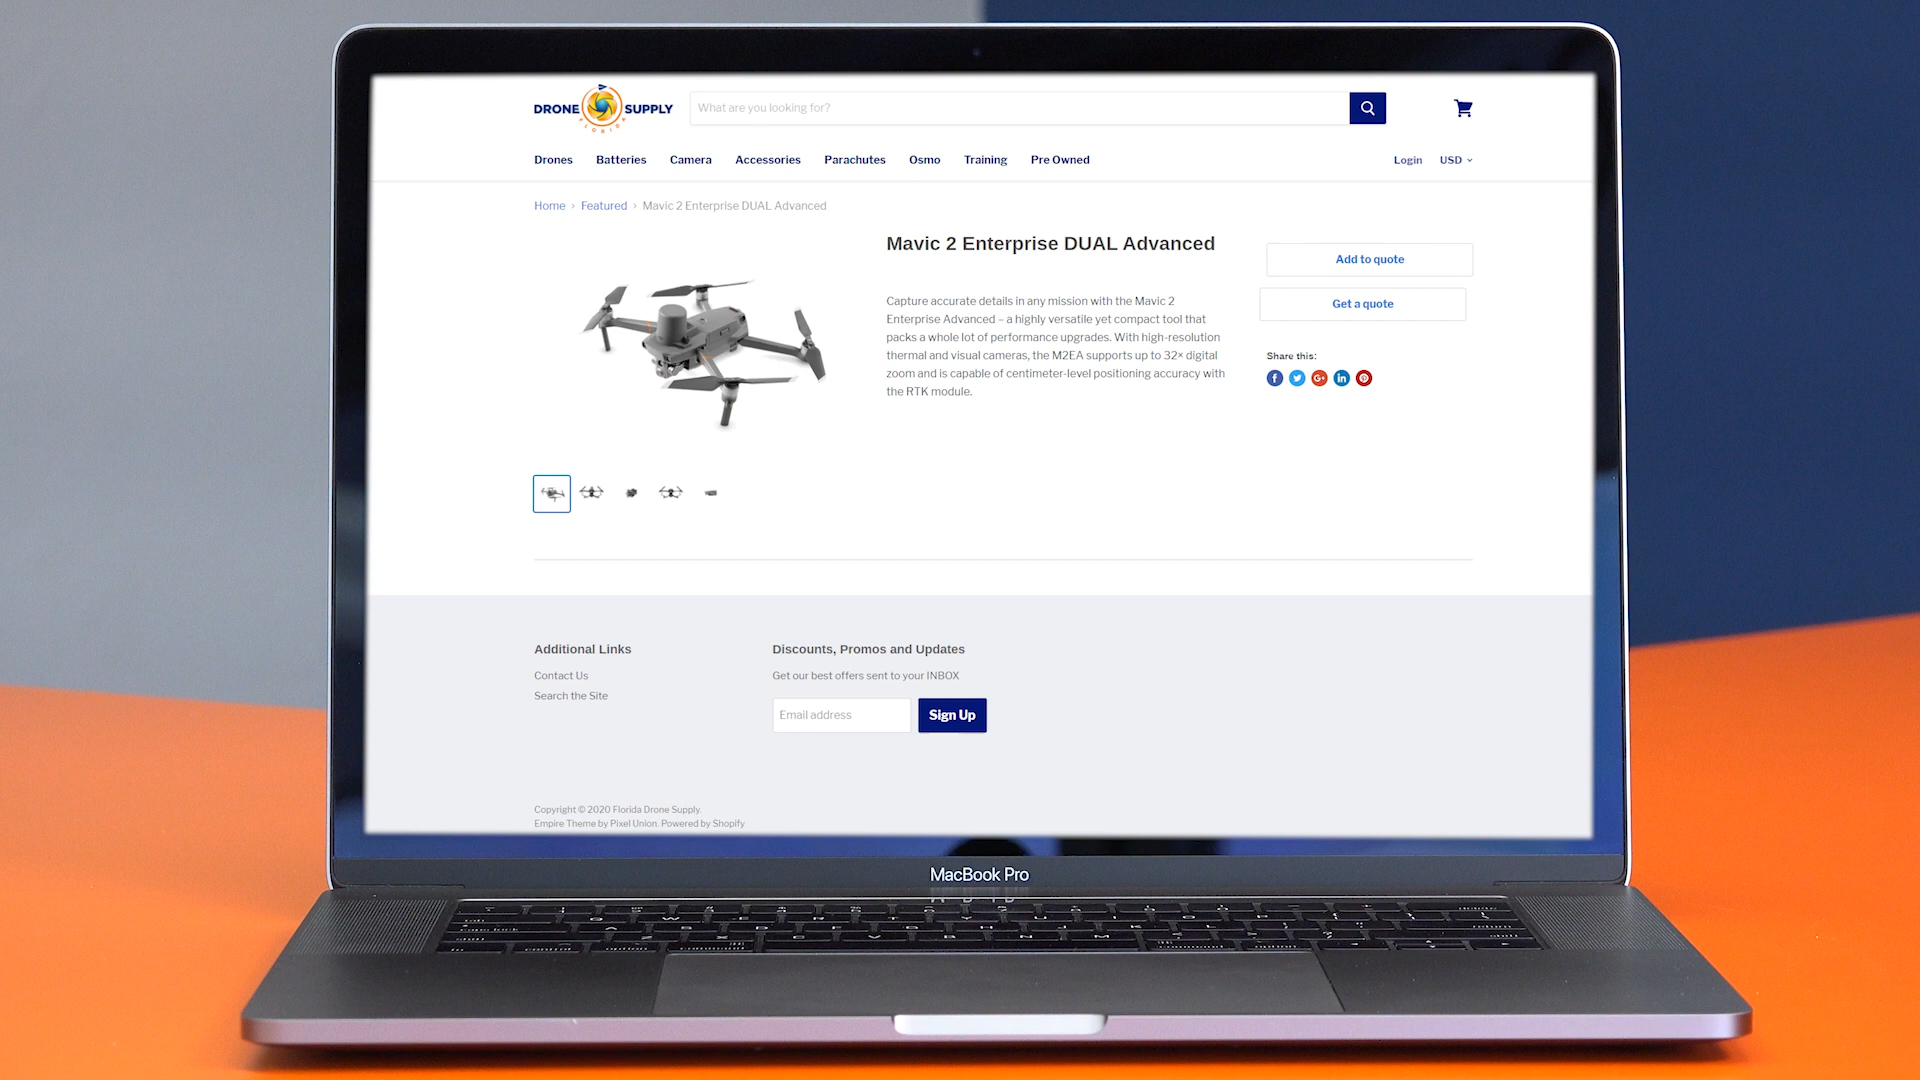 DRONE SUPPLY
FLORIDA
What are you looking for?
Drones Batteries Camera Accessories Parachutes Osmo Training Pre Owned
Login USD
Home › Featured › Mavic 2 Enterprise DUAL Advanced
Mavic 2 Enterprise DUAL Advanced
Capture accurate details in any mission with the Mavic 2
Enterprise Advanced – a highly versatile yet compact tool that
packs a whole lot of performance upgrades. With high-resolution
thermal and visual cameras, the M2EA supports up to 32× digital
zoom and is capable of centimeter-level positioning accuracy with
the RTK module.
Add to quote
Get a quote
Share this:
Additional Links
Contact Us
Search the Site
Discounts, Promos and Updates
Get our best offers sent to your INBOX
Email address
Sign Up
Copyright © 2020 Florida Drone Supply.
Empire Theme by Pixel Union. Powered by Shopify
MacBook Pro